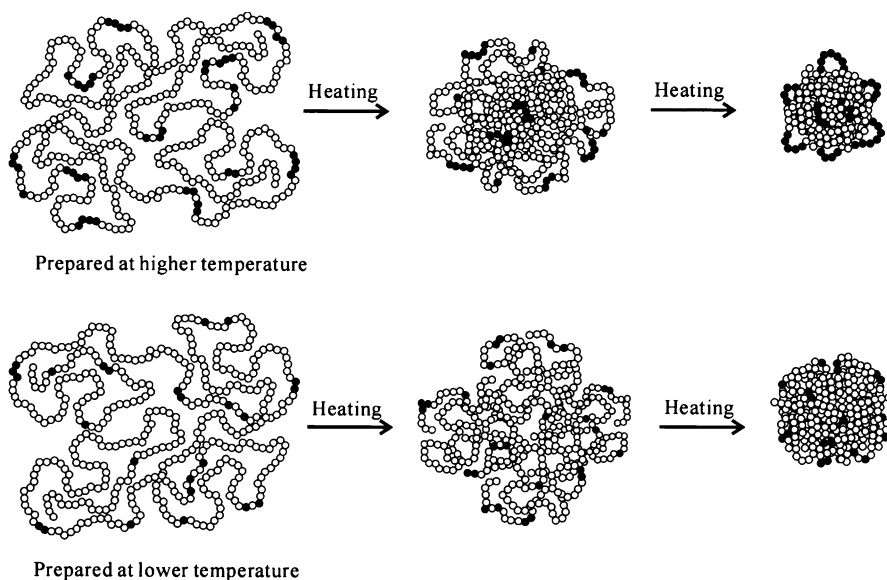 Heating
Heating
Prepared at higher temperature
Heating
Heating
Prepared at lower temperature